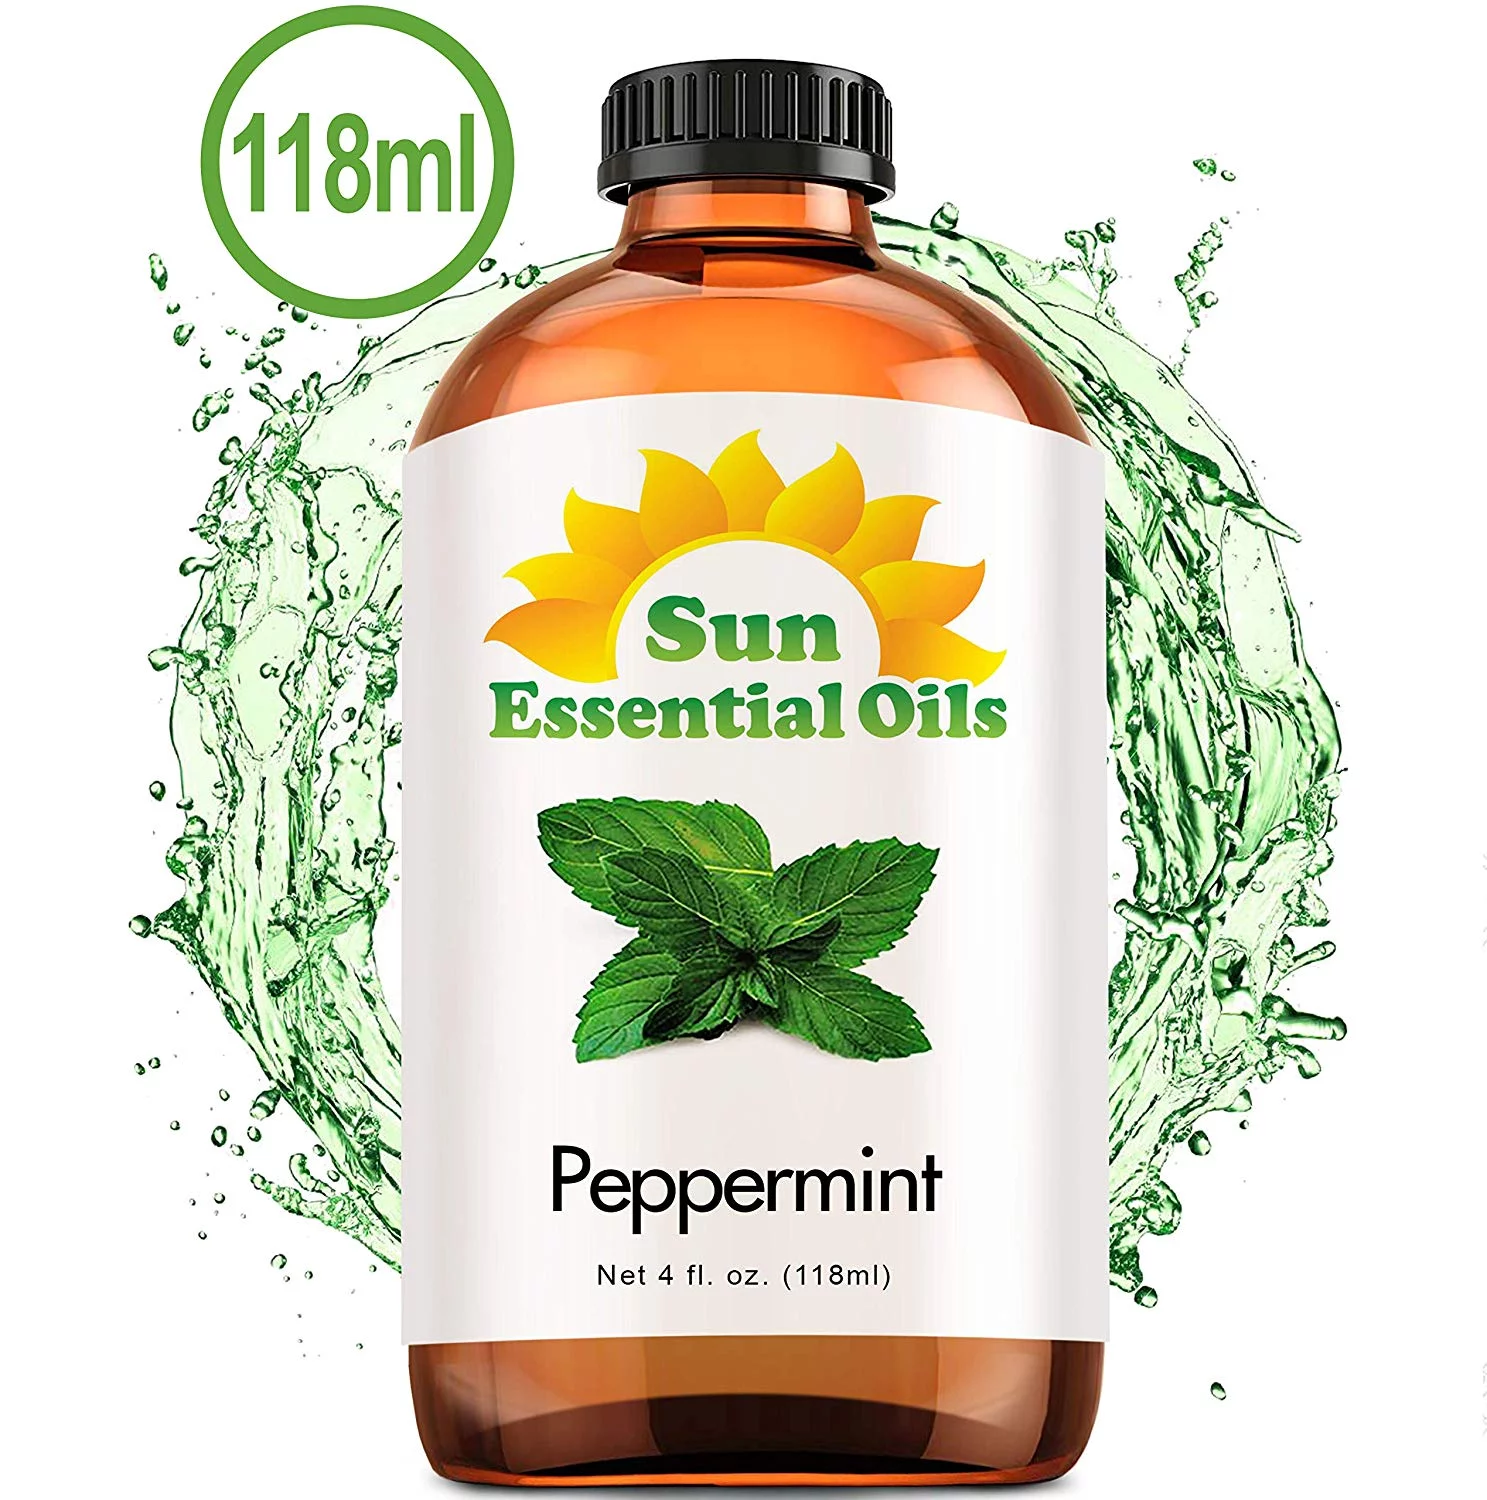 118ml
Sun
Essential Oils
Peppermint
Net 4 fl. oz. (118ml)